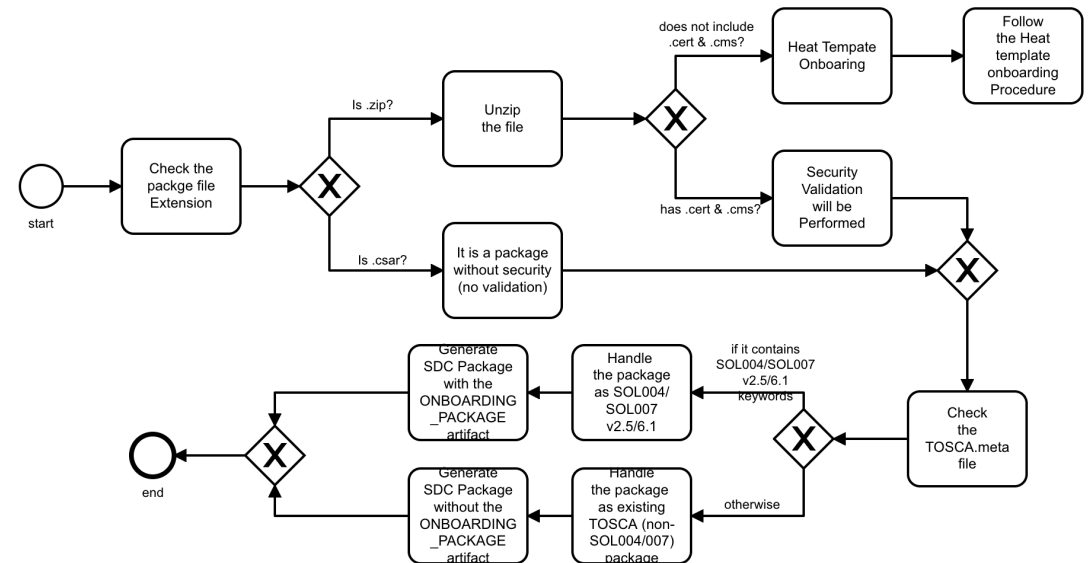 does not include
.cert & .cms?
Heat Tempate
Onboaring
Follow
the Heat
template
onboarding
Procedure
Is .zip?
Unzip
the file
Check the
packge file
Extension
start
X
X
has .cert & .cms?
Security
Validation
will be
Performed
Is .csar?
It is a package
without security
(no validation)
X
Generate
SDC Package
with the
ONBOARDING
_PACKAGE
artifact
Handle
the package
as SOL004/
SOL007
v2.5/6.1
if it contains
SOL004/SOL007
v2.5/6.1
keywords
Check
the
TOSCA.meta
file
X
X
end
Generate
SDC Package
without the
ONBOARDING
_PACKAGE
artifact
Handle
the package
as existing
TOSCA (non-
SOL004/007)
package
otherwise